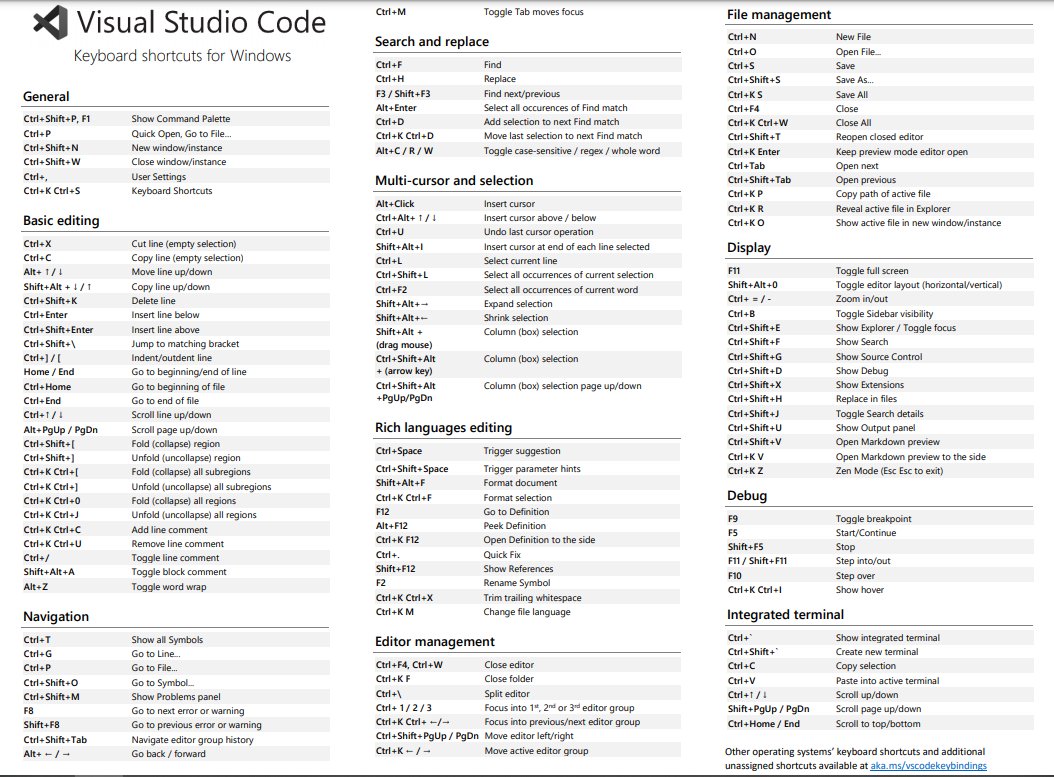 Visual Studio Code
Keyboard shortcuts for Windows
General
Ctrl+Shift+P, F1 Show Command Palette
Ctrl+P Quick Open, Go to File...
Ctrl+Shift+N New window/instance
Ctrl+Shift+W Close window/instance
Ctrl+, User Settings
Ctrl+K Ctrl+S Keyboard Shortcuts
Basic editing
Ctrl+X Cut line (empty selection)
Ctrl+C Copy line (empty selection)
Alt+ ↑ / ↓ Move line up/down
Shift+Alt + ↓ / ↑ Copy line up/down
Ctrl+Shift+K Delete line
Ctrl+Enter Insert line below
Ctrl+Shift+Enter Insert line above
Ctrl+Shift+\ Jump to matching bracket
Ctrl+] / [ Indent/outdent line
Home / End Go to beginning/end of line
Ctrl+Home Go to beginning of file
Ctrl+End Go to end of file
Ctrl+↑ / ↓ Scroll line up/down
Alt+PgUp / PgDn Scroll page up/down
Ctrl+Shift+[ Fold (collapse) region
Ctrl+Shift+] Unfold (uncollapse) region
Ctrl+K Ctrl+[ Fold (collapse) all subregions
Ctrl+K Ctrl+] Unfold (uncollapse) all subregions
Ctrl+K Ctrl+0 Fold (collapse) all regions
Ctrl+K Ctrl+J Unfold (uncollapse) all regions
Ctrl+K Ctrl+C Add line comment
Ctrl+K Ctrl+U Remove line comment
Ctrl+/ Toggle line comment
Shift+Alt+A Toggle block comment
Alt+Z Toggle word wrap
Navigation
Ctrl+T Show all Symbols
Ctrl+G Go to Line...
Ctrl+P Go to File...
Ctrl+Shift+O Go to Symbol...
Ctrl+Shift+M Show Problems panel
F8 Go to next error or warning
Shift+F8 Go to previous error or warning
Ctrl+Shift+Tab Navigate editor group history
Alt+ ← / → Go back / forward
Ctrl+M Toggle Tab moves focus
Search and replace
Ctrl+F Find
Ctrl+H Replace
F3 / Shift+F3 Find next/previous
Alt+Enter Select all occurences of Find match
Ctrl+D Add selection to next Find match
Ctrl+K Ctrl+D Move last selection to next Find match
Alt+C / R / W Toggle case-sensitive / regex / whole word
Multi-cursor and selection
Alt+Click Insert cursor
Ctrl+Alt+ ↑ / ↓ Insert cursor above / below
Ctrl+U Undo last cursor operation
Shift+Alt+I Insert cursor at end of each line selected
Ctrl+L Select current line
Ctrl+Shift+L Select all occurrences of current selection
Ctrl+F2 Select all occurrences of current word
Shift+Alt+→ Expand selection
Shift+Alt+← Shrink selection
Shift+Alt + Column (box) selection
(drag mouse)
Ctrl+Shift+Alt Column (box) selection
+ (arrow key)
Ctrl+Shift+Alt Column (box) selection page up/down
+PgUp/PgDn
Rich languages editing
Ctrl+Space Trigger suggestion
Ctrl+Shift+Space Trigger parameter hints
Shift+Alt+F Format document
Ctrl+K Ctrl+F Format selection
F12 Go to Definition
Alt+F12 Peek Definition
Ctrl+K F12 Open Definition to the side
Ctrl+. Quick Fix
Shift+F12 Show References
F2 Rename Symbol
Ctrl+K Ctrl+X Trim trailing whitespace
Ctrl+K M Change file language
Editor management
Ctrl+F4, Ctrl+W Close editor
Ctrl+K F Close folder
Ctrl+\ Split editor
Ctrl+ 1 / 2 / 3 Focus into 1st, 2nd or 3rd editor group
Ctrl+K Ctrl+ ←/→ Focus into previous/next editor group
Ctrl+Shift+PgUp / PgDn Move editor left/right
Ctrl+K ← / → Move active editor group
File management
Ctrl+N New File
Ctrl+O Open File...
Ctrl+S Save
Ctrl+Shift+S Save As...
Ctrl+K S Save All
Ctrl+F4 Close
Ctrl+K Ctrl+W Close All
Ctrl+Shift+T Reopen closed editor
Ctrl+K Enter Keep preview mode editor open
Ctrl+Tab Open next
Ctrl+Shift+Tab Open previous
Ctrl+K P Copy path of active file
Ctrl+K R Reveal active file in Explorer
Ctrl+K O Show active file in new window/instance
Display
F11 Toggle full screen
Shift+Alt+0 Toggle editor layout (horizontal/vertical)
Ctrl+ = / - Zoom in/out
Ctrl+B Toggle Sidebar visibility
Ctrl+Shift+E Show Explorer / Toggle focus
Ctrl+Shift+F Show Search
Ctrl+Shift+G Show Source Control
Ctrl+Shift+D Show Debug
Ctrl+Shift+X Show Extensions
Ctrl+Shift+H Replace in files
Ctrl+Shift+J Toggle Search details
Ctrl+Shift+U Show Output panel
Ctrl+Shift+V Open Markdown preview
Ctrl+K V Open Markdown preview to the side
Ctrl+K Z Zen Mode (Esc Esc to exit)
Debug
F9 Toggle breakpoint
F5 Start/Continue
Shift+F5 Stop
F11 / Shift+F11 Step into/out
F10 Step over
Ctrl+K Ctrl+I Show hover
Integrated terminal
Ctrl+` Show integrated terminal
Ctrl+Shift+` Create new terminal
Ctrl+C Copy selection
Ctrl+V Paste into active terminal
Ctrl+↑ / ↓ Scroll up/down
Shift+PgUp / PgDn Scroll page up/down
Ctrl+Home / End Scroll to top/bottom
Other operating systems' keyboard shortcuts and additional
unassigned shortcuts available at aka.ms/vscodekeybindings